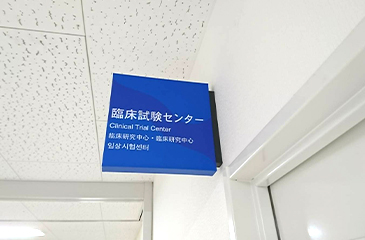 臨床試験センター
Clinical Trial Center
临床研究中心・臨床研究中心
임상시험센터